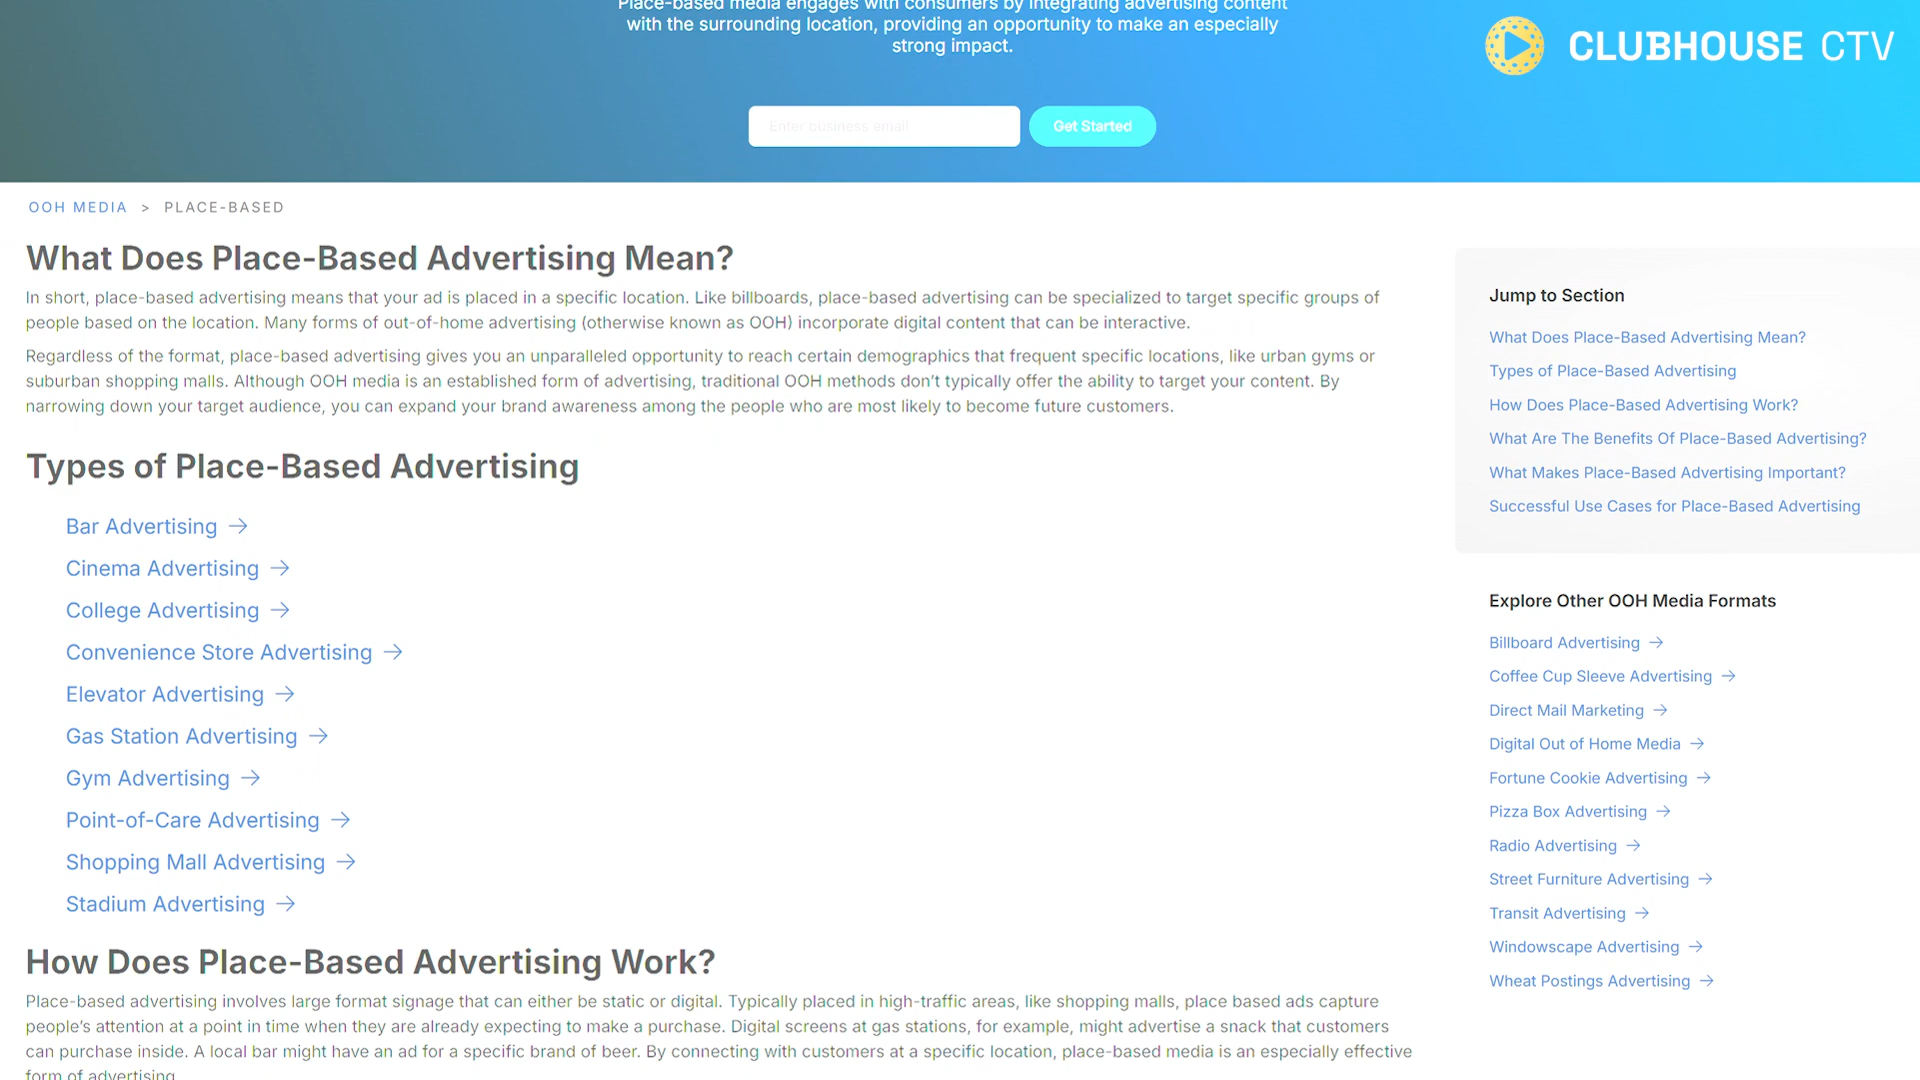 Place-based media engages with consumers by integrating advertising content
with the surrounding location, providing an opportunity to make an especially
strong impact.
CLUBHOUSE CTV
Enter business email
Get Started
OOH MEDIA > PLACE-BASED
What Does Place-Based Advertising Mean?
In short, place-based advertising means that your ad is placed in a specific location. Like billboards, place-based advertising can be specialized to target specific groups of
people based on the location. Many forms of out-of-home advertising (otherwise known as OOH) incorporate digital content that can be interactive.
Regardless of the format, place-based advertising gives you an unparalleled opportunity to reach certain demographics that frequent specific locations, like urban gyms or
suburban shopping malls. Although OOH media is an established form of advertising, traditional OOH methods don’t typically offer the ability to target your content. By
narrowing down your target audience, you can expand your brand awareness among the people who are most likely to become future customers.
Types of Place-Based Advertising
Bar Advertising →
Cinema Advertising →
College Advertising →
Convenience Store Advertising →
Elevator Advertising →
Gas Station Advertising →
Gym Advertising →
Point-of-Care Advertising →
Shopping Mall Advertising →
Stadium Advertising →
How Does Place-Based Advertising Work?
Place-based advertising involves large format signage that can either be static or digital. Typically placed in high-traffic areas, like shopping malls, place based ads capture
people’s attention at a point in time when they are already expecting to make a purchase. Digital screens at gas stations, for example, might advertise a snack that customers
can purchase inside. A local bar might have an ad for a specific brand of beer. By connecting with customers at a specific location, place-based media is an especially effective
form of advertising.
Jump to Section
What Does Place-Based Advertising Mean?
Types of Place-Based Advertising
How Does Place-Based Advertising Work?
What Are The Benefits Of Place-Based Advertising?
What Makes Place-Based Advertising Important?
Successful Use Cases for Place-Based Advertising
Explore Other OOH Media Formats
Billboard Advertising →
Coffee Cup Sleeve Advertising →
Direct Mail Marketing →
Digital Out of Home Media →
Fortune Cookie Advertising →
Pizza Box Advertising →
Radio Advertising →
Street Furniture Advertising →
Transit Advertising →
Windowscape Advertising →
Wheat Postings Advertising →